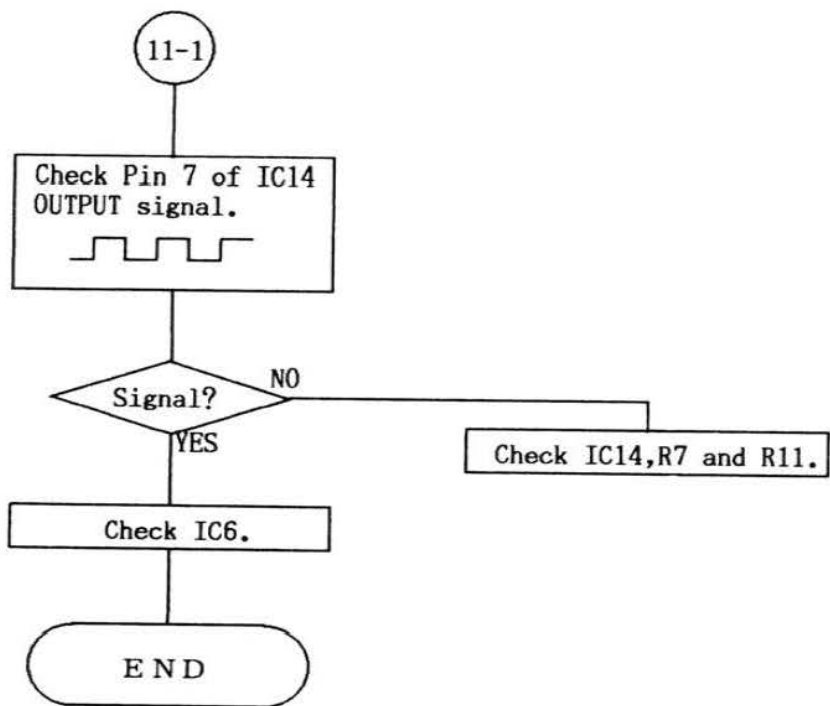 11-1
Check Pin 7 of IC14
OUTPUT signal.
Signal?
NO
YES
Check IC14,R7 and R11.
Check IC6.
END